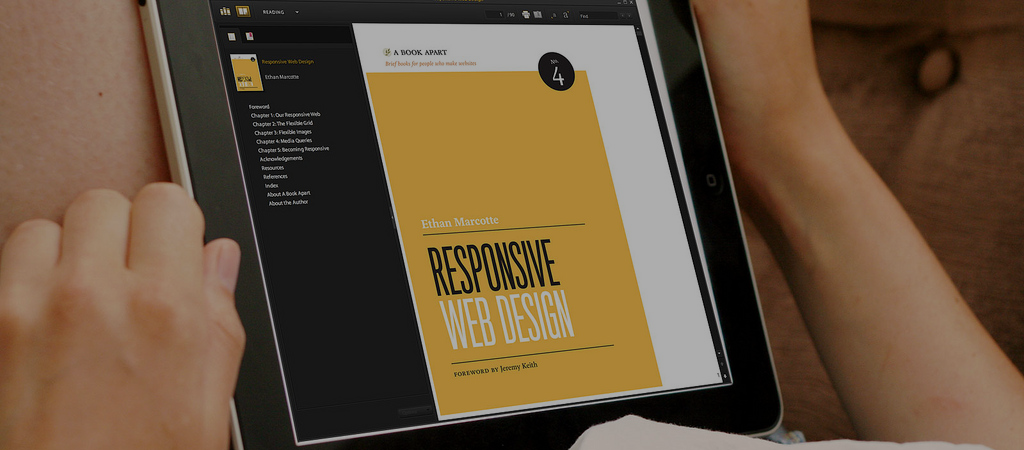 READING
1 / 95
Find
Responsive Web Design
Ethan Marcotte
Foreword
Chapter 1: Our Responsive Web
Chapter 2: The Flexible Grid
Chapter 3: Flexible Images
Chapter 4: Media Queries
Chapter 5: Becoming Responsive
Acknowledgements
Resources
References
Index
About A Book Apart
About the Author
A BOOK APART
Brief books for people who make websites
No.
4
Ethan Marcotte
RESPONSIVE
WEB DESIGN
FOREWORD BY Jeremy Keith